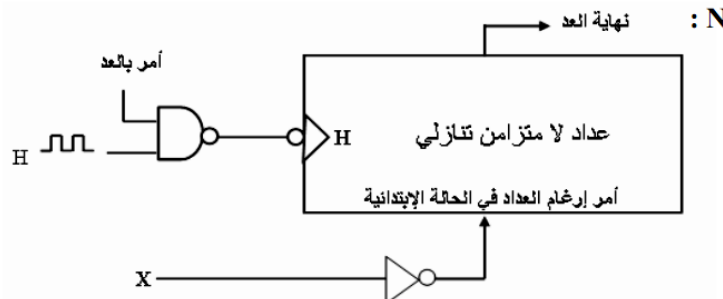 : N
نهاية العد
أمر بالعد
H
H
عداد لا متزامن تنازلي
أمر إرغام العداد في الحالة الإبتدائية
X